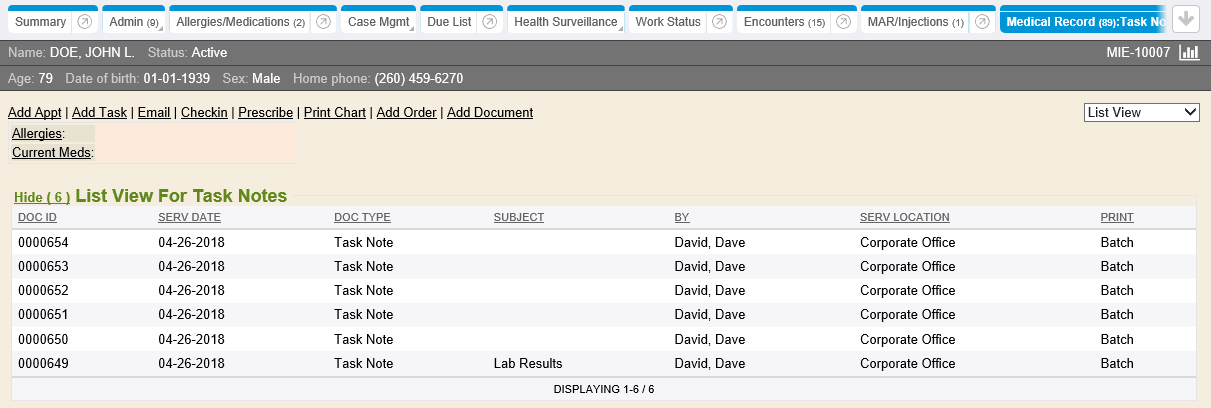 Summary Admin (9) Allergies/Medications (2) Case Mgmt Due List Health Surveillance Work Status Encounters (15) MAR/Injections (1) Medical Record (89):Task No
Name: DOE, JOHN L. Status: Active MIE-10007
Age: 79 Date of birth: 01-01-1939 Sex: Male Home phone: (260) 459-6270
Add Appt | Add Task | Email | Checkin | Prescribe | Print Chart | Add Order | Add Document List View
Allergies:
Current Meds:
Hide ( 6 ) List View For Task Notes
DOC ID SERV DATE DOC TYPE SUBJECT BY SERV LOCATION PRINT
0000654 04-26-2018 Task Note David, Dave Corporate Office Batch
0000653 04-26-2018 Task Note David, Dave Corporate Office Batch
0000652 04-26-2018 Task Note David, Dave Corporate Office Batch
0000651 04-26-2018 Task Note David, Dave Corporate Office Batch
0000650 04-26-2018 Task Note David, Dave Corporate Office Batch
0000649 04-26-2018 Task Note Lab Results David, Dave Corporate Office Batch
DISPLAYING 1-6 / 6